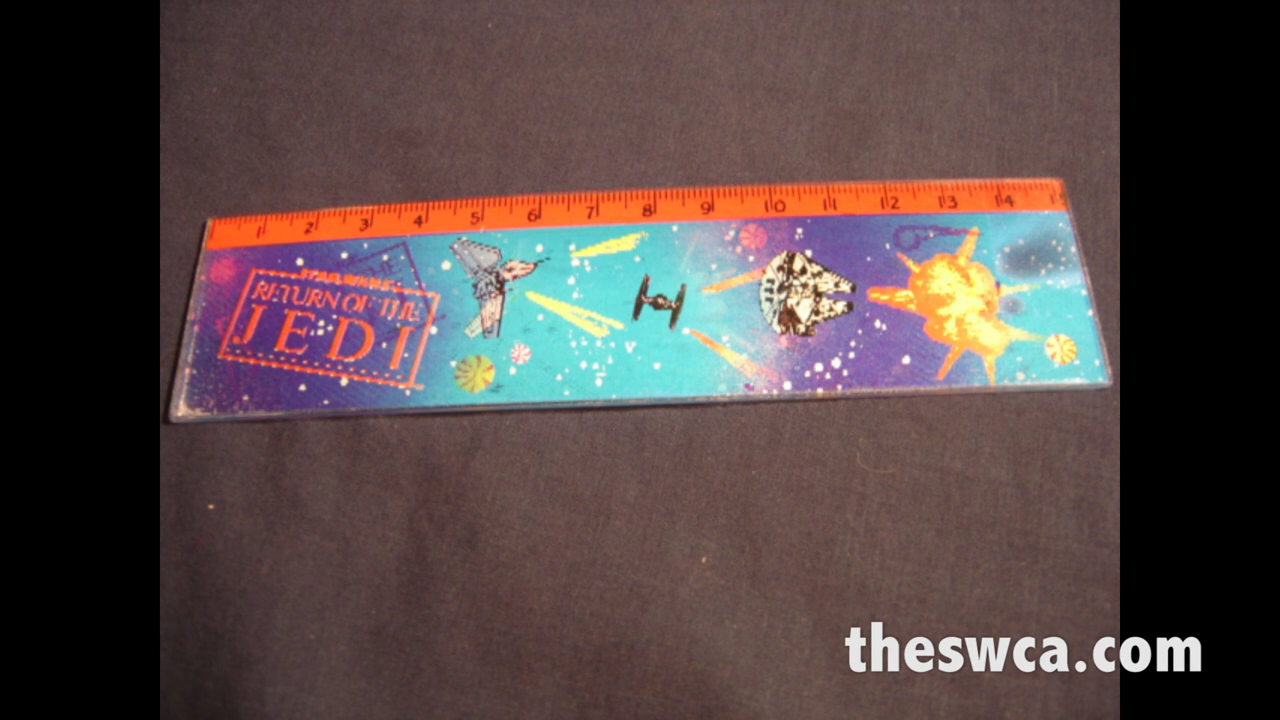 1 2 3 4 5 6 7 8 9 10 11 12 13 14
STAR WARS
RETURN OF THE
JEDI
theswca.com